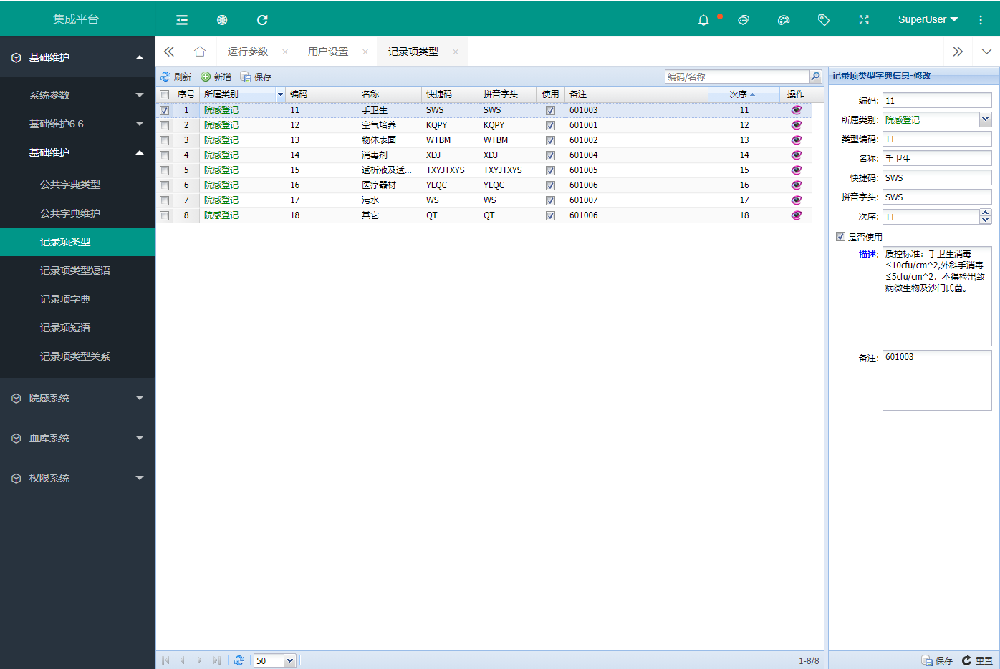 集成平台
SuperUser
基础维护
系统参数
基础维护6.6
基础维护
公共字典类型
公共字典维护
记录项类型
记录项类型短语
记录项字典
记录项短语
记录项类型关系
院感系统
血库系统
权限系统
运行参数 × 用户设置 × 记录项类型 ×
刷新 新增 保存 编码/名称
序号 所属类别 编码 名称 快捷码 拼音字头 使用 备注 次序 操作
1 院感登记 11 手卫生 SWS SWS 601003 11
2 院感登记 12 空气培养 KQPY KQPY 601001 12
3 院感登记 13 物体表面 WTBM WTBM 601002 13
4 院感登记 14 消毒剂 XDJ XDJ 601004 14
5 院感登记 15 透析液及透... TXYJTXYS TXYJTXYS 601005 15
6 院感登记 16 医疗器材 YLQC YLQC 601006 16
7 院感登记 17 污水 WS WS 601007 17
8 院感登记 18 其它 QT QT 601006 18
50
1-8/8
记录项类型字典信息-修改
编码: 11
所属类别: 院感登记
类型编码: 11
名称: 手卫生
快捷码: SWS
拼音字头: SWS
次序: 11
是否使用
描述: 质控标准：手卫生消毒
≤10cfu/cm^2,外科手消毒
≤5cfu/cm^2，不得检出致
病微生物及沙门氏菌。
备注: 601003
保存 重置